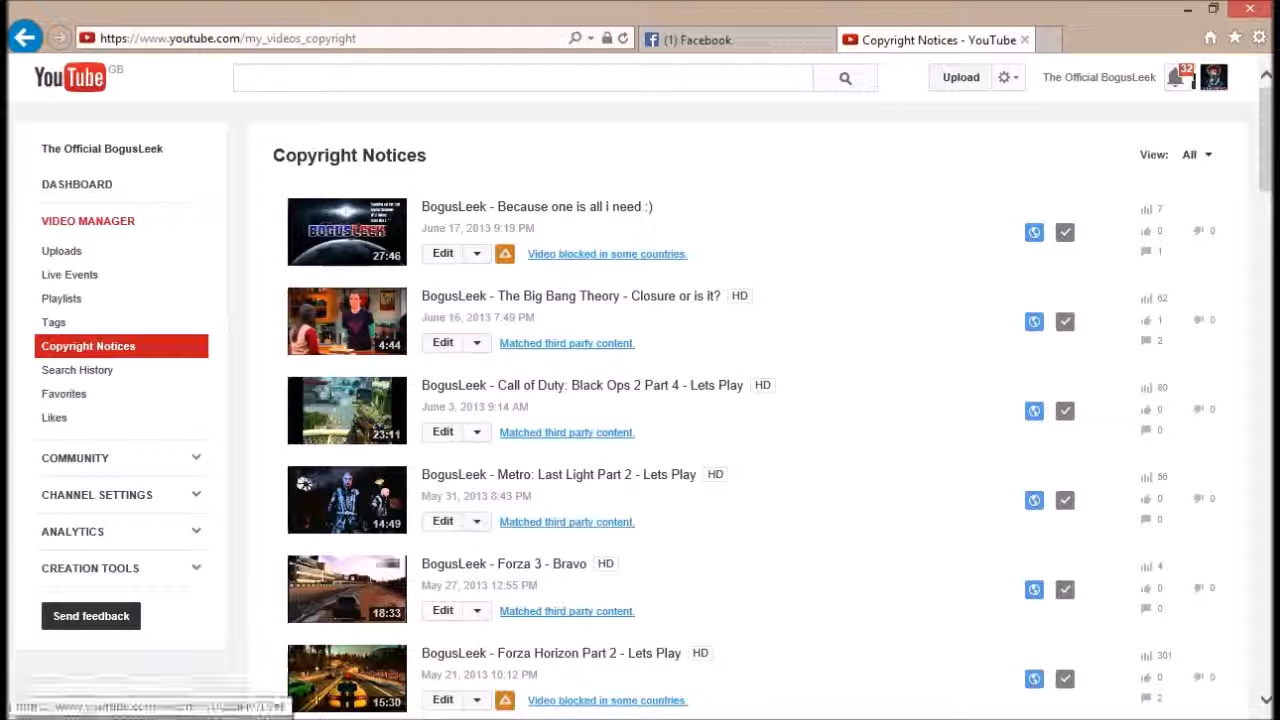 https://www.youtube.com/my_videos_copyright
(1) Facebook
Copyright Notices - YouTube
YouTube GB
Upload
The Official BogusLeek
32
The Official BogusLeek
DASHBOARD
VIDEO MANAGER
Uploads
Live Events
Playlists
Tags
Copyright Notices
Search History
Favorites
Likes
COMMUNITY
CHANNEL SETTINGS
ANALYTICS
CREATION TOOLS
Send feedback
Copyright Notices
View: All
BOGUSLEEK
27:46
BogusLeek - Because one is all i need :)
June 17, 2013 9:19 PM
Edit
Video blocked in some countries.
7
0
0
1
4:44
BogusLeek - The Big Bang Theory - Closure or is it? HD
June 16, 2013 7:49 PM
Edit
Matched third party content.
62
1
0
2
23:11
BogusLeek - Call of Duty: Black Ops 2 Part 4 - Lets Play HD
June 3, 2013 9:14 AM
Edit
Matched third party content.
80
0
0
0
14:49
BogusLeek - Metro: Last Light Part 2 - Lets Play HD
May 31, 2013 8:43 PM
Edit
Matched third party content.
56
0
0
0
18:33
BogusLeek - Forza 3 - Bravo HD
May 27, 2013 12:55 PM
Edit
Matched third party content.
4
0
0
0
15:30
BogusLeek - Forza Horizon Part 2 - Lets Play HD
May 21, 2013 10:12 PM
Edit
Video blocked in some countries.
301
0
0
2